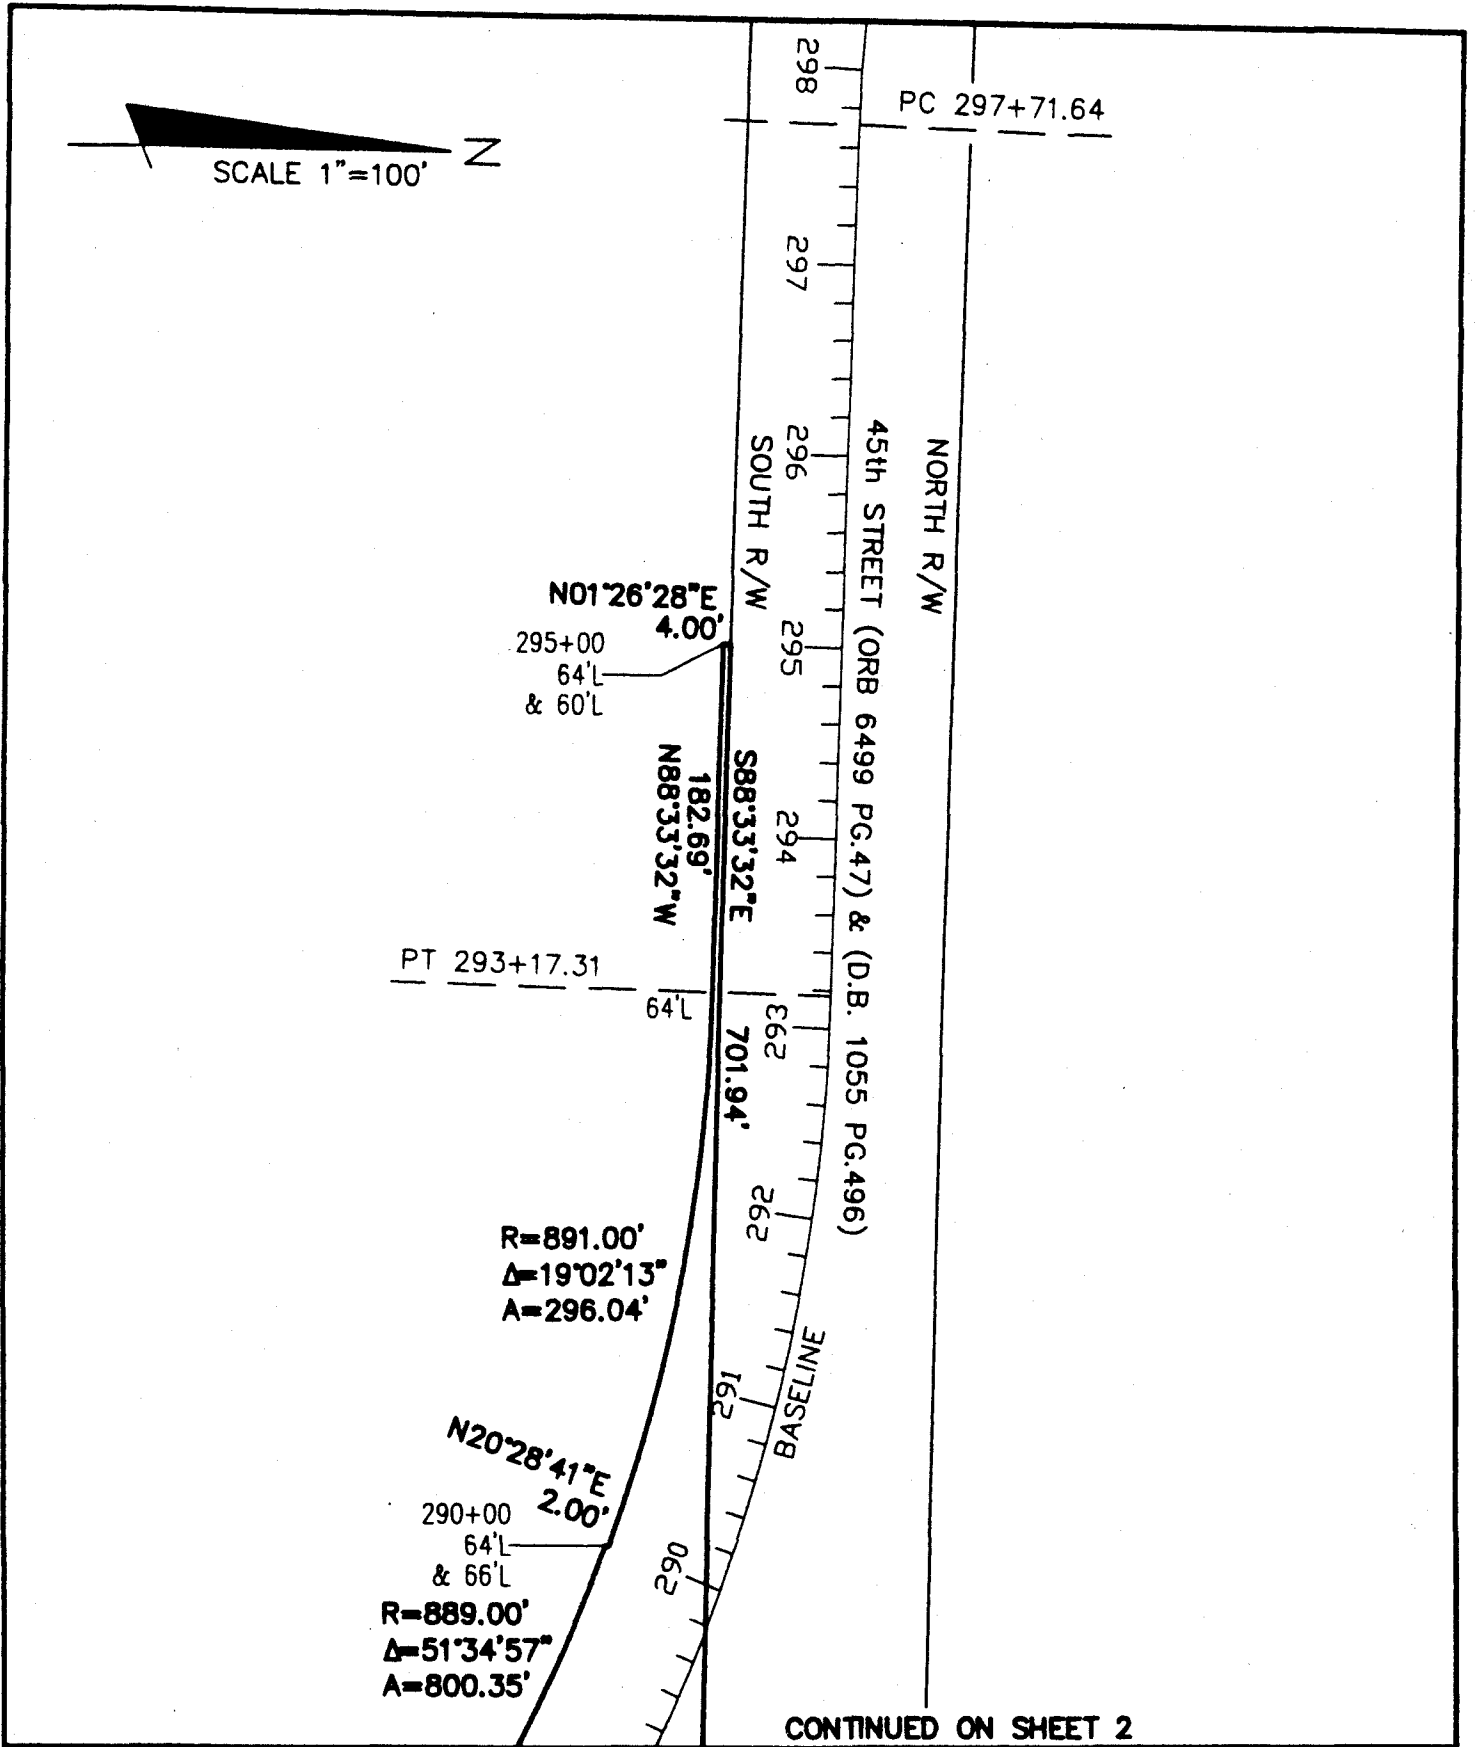 298
PC 297+71.64
N
SCALE 1"=100'
297
296
45th STREET (ORB 6499 PG.47) & (D.B. 1055 PG.496)
NORTH R/W
SOUTH R/W
N01°26'28"E
4.00'
295+00
64'L
& 60'L
295
S88°33'32"E
182.69'
N88°33'32"W
294
PT 293+17.31
64'L
293
701.94'
292
R=891.00'
Δ=19°02'13"
A=296.04'
BASELINE
291
N20°28'41"E
2.00'
290+00
64'L
& 66'L
290
R=889.00'
Δ=51°34'57"
A=800.35'
CONTINUED ON SHEET 2